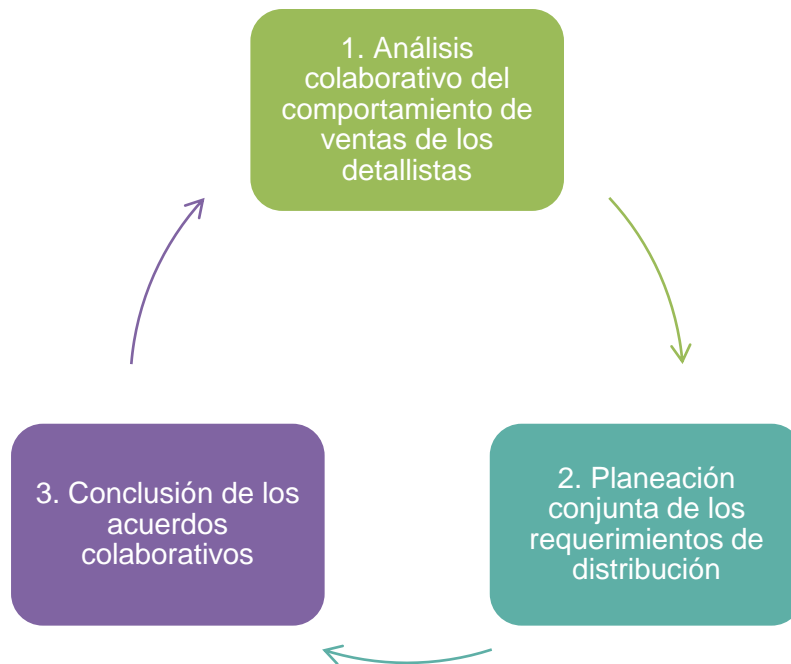 1. Análisis
colaborativo del
comportamiento de
ventas de los
detallistas
2. Planeación
conjunta de los
requerimientos de
distribución
3. Conclusión de los
acuerdos
colaborativos